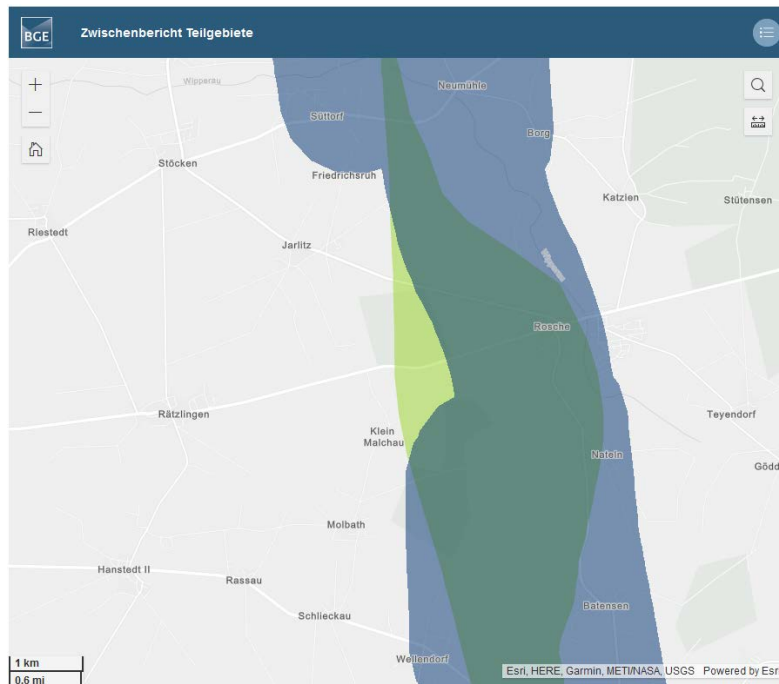 BGE
Zwischenbericht Teilgebiete
Wipperau
Neumühle
Süttorf
Borg
Stöcken
Friedrichsruh
Katzien
Stütensen
Riestedt
Jarlitz
Wipperau
Rosche
Rätzlingen
Teyendorf
Klein
Malchau
Nateln
Gödd
Molbath
Hanstedt II
Rassau
Batensen
Schlieckau
Wellendorf
1 km
0.6 mi
Esri, HERE, Garmin, METI/NASA, USGS Powered by Esri